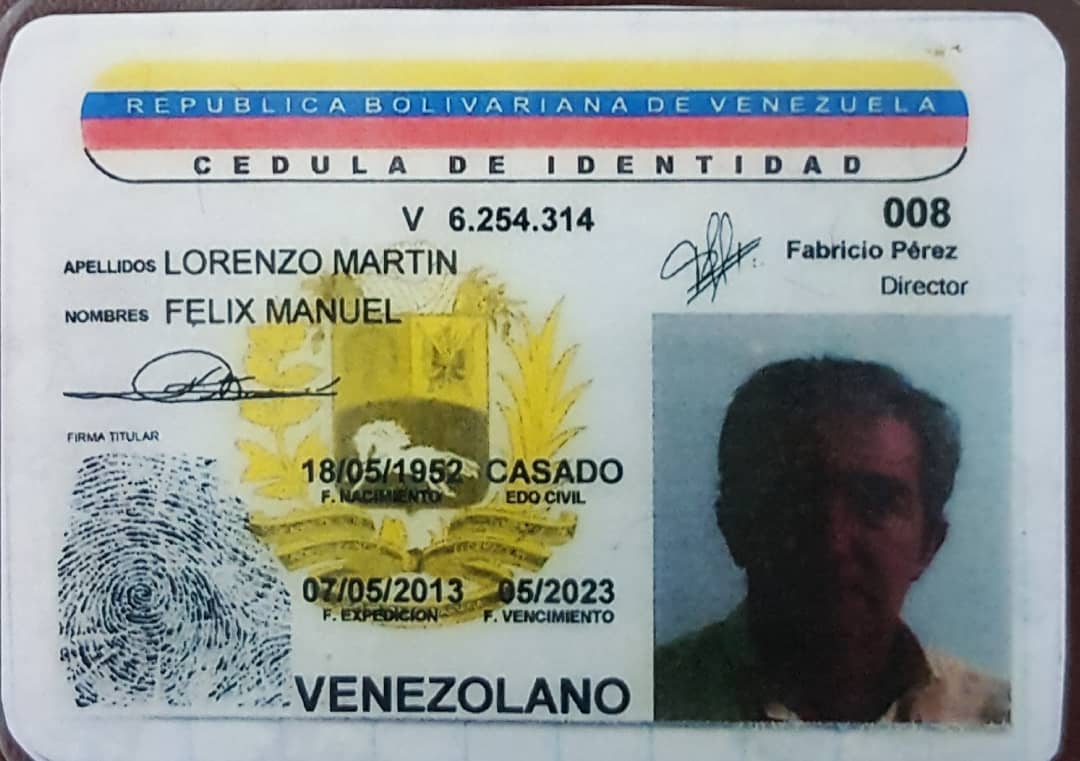 REPUBLICA BOLIVARIANA DE VENEZUELA
CEDULA DE IDENTIDAD
V 6.254.314
008
APELLIDOS LORENZO MARTIN
Fabricio Pérez
Director
NOMBRES FELIX MANUEL
FIRMA TITULAR
18/05/1952 CASADO
F. NACIMIENTO EDO CIVIL
07/05/2013 05/2023
F. EXPEDICION F. VENCIMIENTO
VENEZOLANO